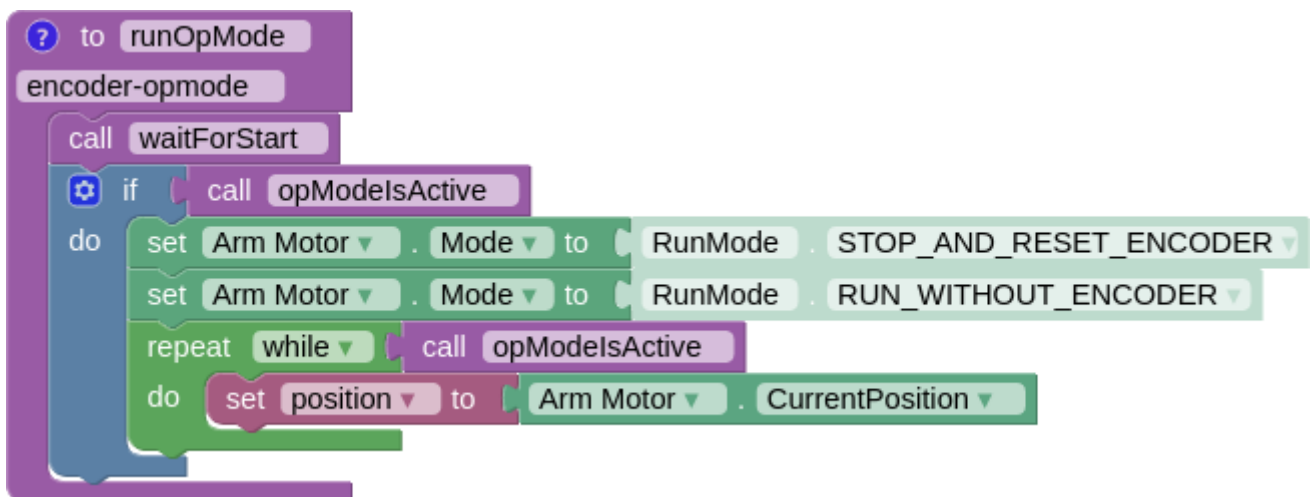 ? to runOpMode
encoder-opmode
call waitForStart
if call opModeIsActive
do set Arm Motor ▾ . Mode ▾ to RunMode . STOP_AND_RESET_ENCODER ▾
set Arm Motor ▾ . Mode ▾ to RunMode . RUN_WITHOUT_ENCODER ▾
repeat while ▾ call opModeIsActive
do set position ▾ to Arm Motor ▾ . CurrentPosition ▾